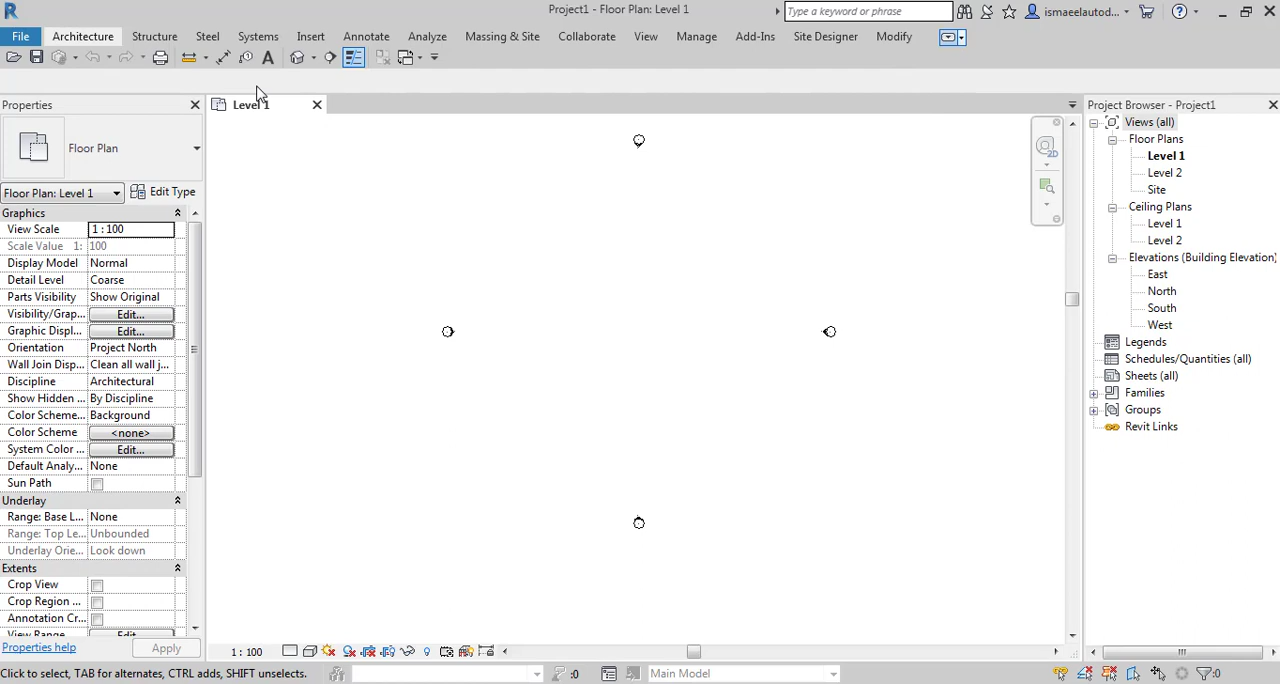 Project1 - Floor Plan: Level 1
Type a keyword or phrase
ismaeelautod...
File Architecture Structure Steel Systems Insert Annotate Analyze Massing & Site Collaborate View Manage Add-Ins Site Designer Modify
Properties
Level 1
Project Browser - Project1
Floor Plan
Floor Plan: Level 1
Edit Type
Graphics
View Scale 1 : 100
Scale Value 1: 100
Display Model Normal
Detail Level Coarse
Parts Visibility Show Original
Visibility/Grap... Edit...
Graphic Displ... Edit...
Orientation Project North
Wall Join Disp... Clean all wall j...
Discipline Architectural
Show Hidden ... By Discipline
Color Scheme... Background
Color Scheme <none>
System Color ... Edit...
Default Analy... None
Sun Path
Underlay
Range: Base L... None
Range: Top Le... Unbounded
Underlay Orie... Look down
Extents
Crop View
Crop Region ...
Annotation Cr...
View Range Edit...
Properties help
Apply
2D
Views (all)
Floor Plans
Level 1
Level 2
Site
Ceiling Plans
Level 1
Level 2
Elevations (Building Elevation)
East
North
South
West
Legends
Schedules/Quantities (all)
Sheets (all)
Families
Groups
Revit Links
1 : 100
Click to select, TAB for alternates, CTRL adds, SHIFT unselects.
:0
Main Model
:0